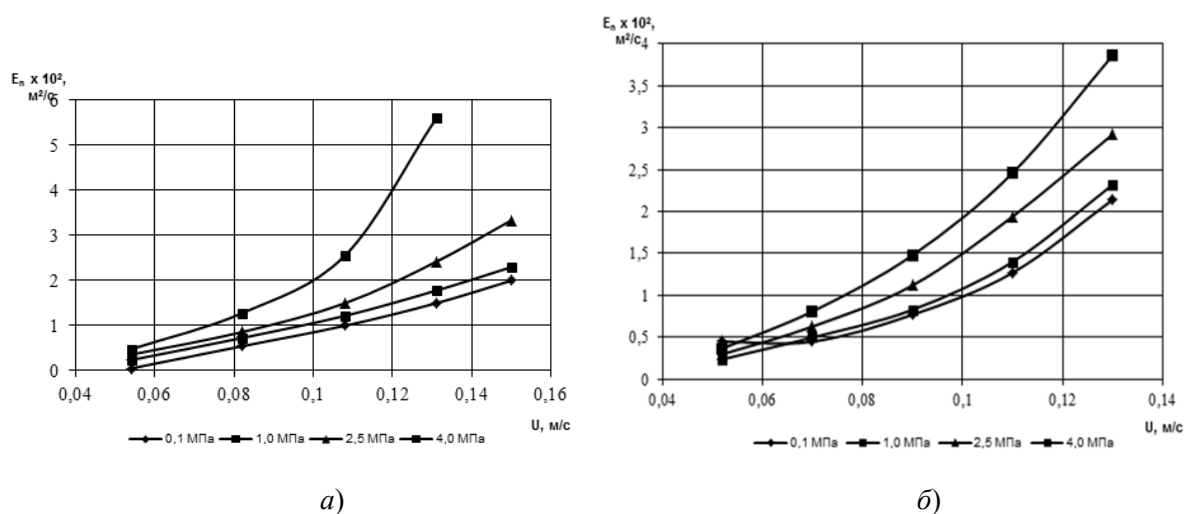 Eₙ x 10²,
м²/с
6
5
4
3
2
1
0
0,04 0,06 0,08 0,1 0,12 0,14 0,16
U, м/с
0,1 МПа 1,0 МПа 2,5 МПа 4,0 МПа
а)
Eₙ x 10²,
м²/с
4
3,5
3
2,5
2
1,5
1
0,5
0
0,04 0,06 0,08 0,1 0,12 0,14
U, м/с
0,1 МПа 1,0 МПа 2,5 МПа 4,0 МПа
б)